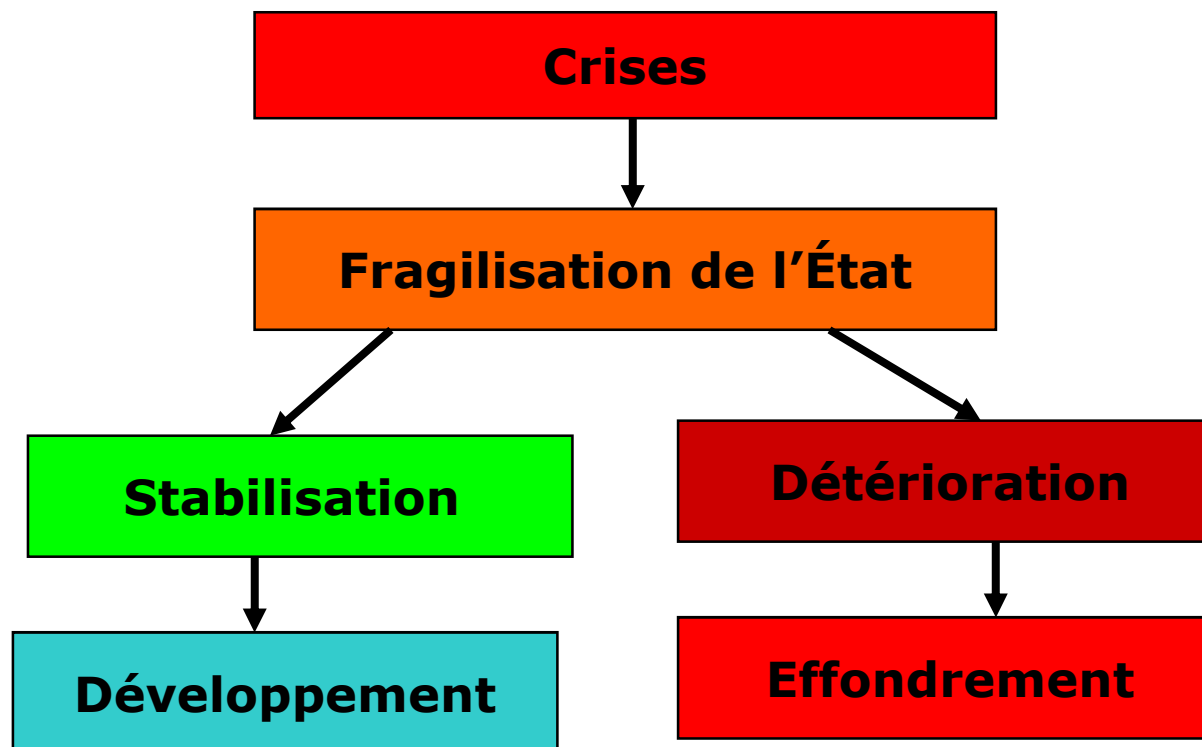 Crises
Fragilisation de l’État
Stabilisation
Détérioration
Développement
Effondrement